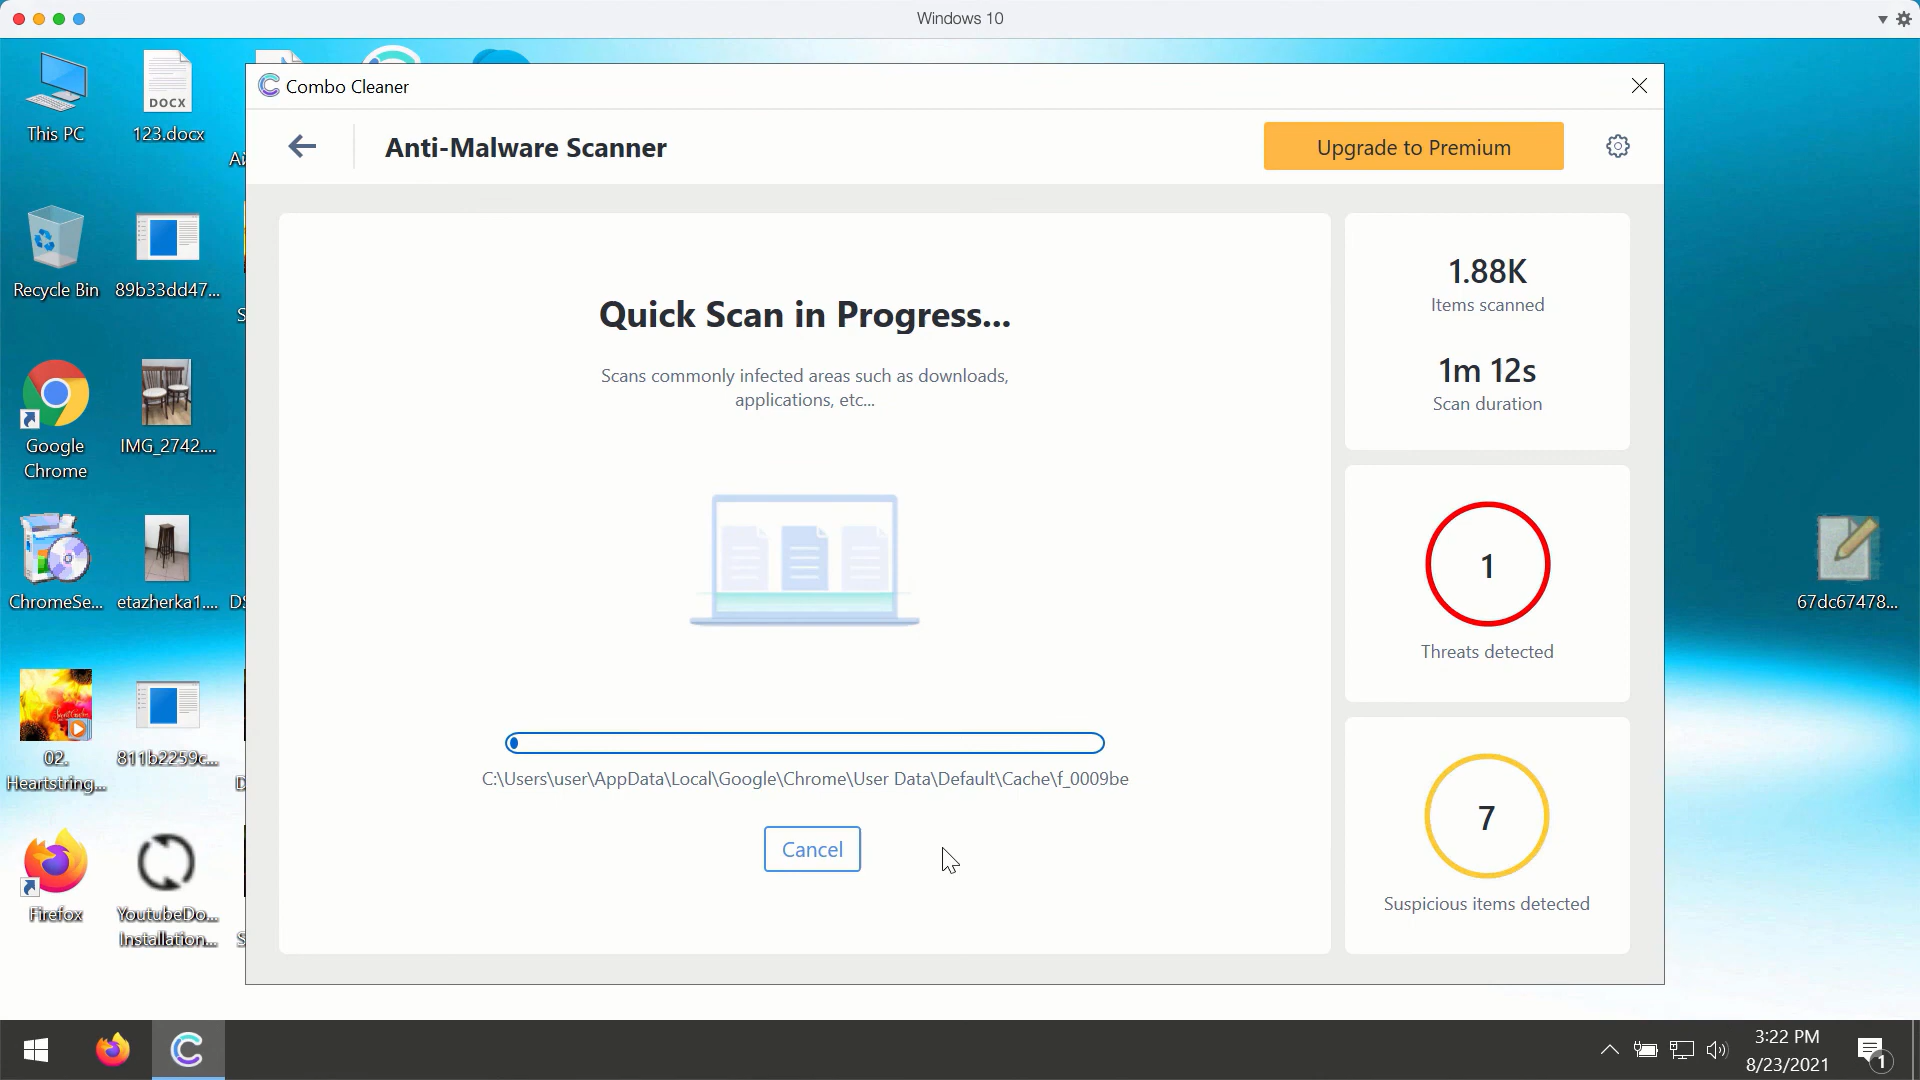 Windows 10
This PC
DOCX
123.docx
Recycle Bin
89b33dd47...
Google
Chrome
IMG_2742....
ChromeSe...
etazherka1....
02.
Heartstring...
811b2259c...
Firefox
YoutubeDo...
Installation...
Combo Cleaner
Anti-Malware Scanner
Upgrade to Premium
Quick Scan in Progress...
Scans commonly infected areas such as downloads,
applications, etc...
C:\Users\user\AppData\Local\Google\Chrome\User Data\Default\Cache\f_0009be
Cancel
1.88K
Items scanned
1m 12s
Scan duration
1
Threats detected
7
Suspicious items detected
67dc67478...
3:22 PM
8/23/2021
1